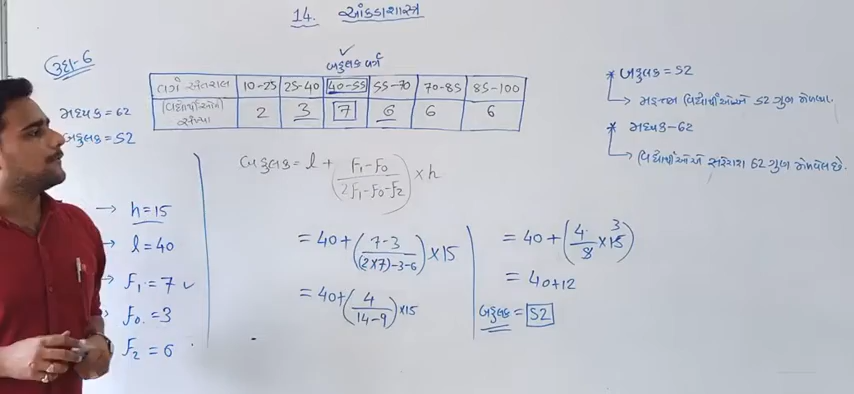 14. આંકડાશાસ્ત્ર
ઉદા-6
બહુલક વર્ગ
વર્ગ અંતરાલ 10-25 25-40 40-55 55-70 70-85 85-100
વિદ્યાર્થીઓની સંખ્યા 2 3 7 6 6 6
મધ્યક = 62
બહુલક = 52
→ h=15
→ l=40
→ F₁=7
F₀=3
F₂=6
બહુલક = l + (F₁-F₀ / 2F₁-F₀-F₂) × h
= 40+(7-3 / (2×7)-3-6) ×15
= 40+(4 / 14-9) ×15
= 40+(4 / 8 ×15) 3
= 40+12
બહુલક = 52
* બહુલક = 52
→ વિદ્યાર્થીઓએ 52 ગુણ મેળવ્યા.
* મધ્યક-62
→ વિદ્યાર્થીઓએ સરેરાશ 62 ગુણ મેળવેલ છે.